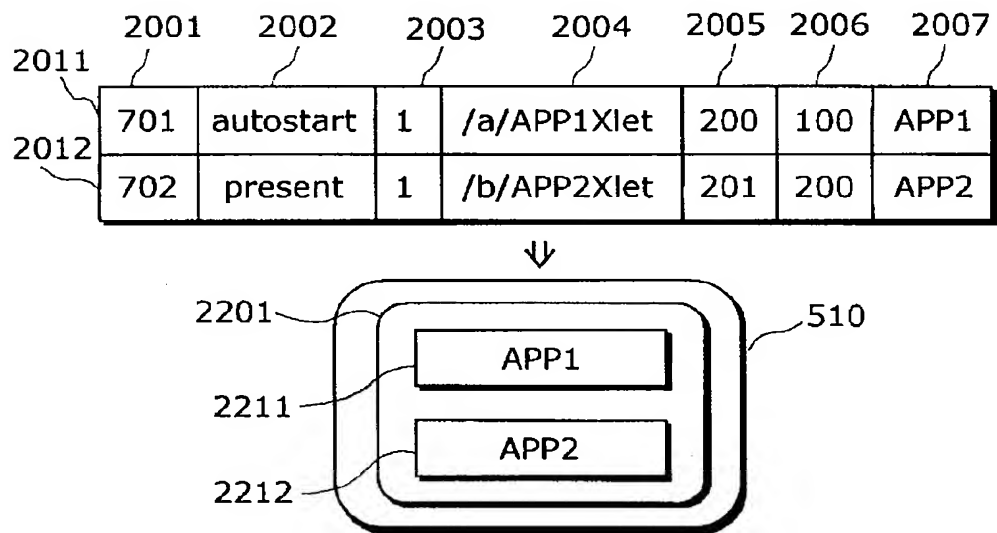 2001 2002 2003 2004 2005 2006 2007
2011
701 autostart 1 /a/APP1Xlet 200 100 APP1
2012
702 present 1 /b/APP2Xlet 201 200 APP2
⇓
2201
510
APP1
2211
APP2
2212